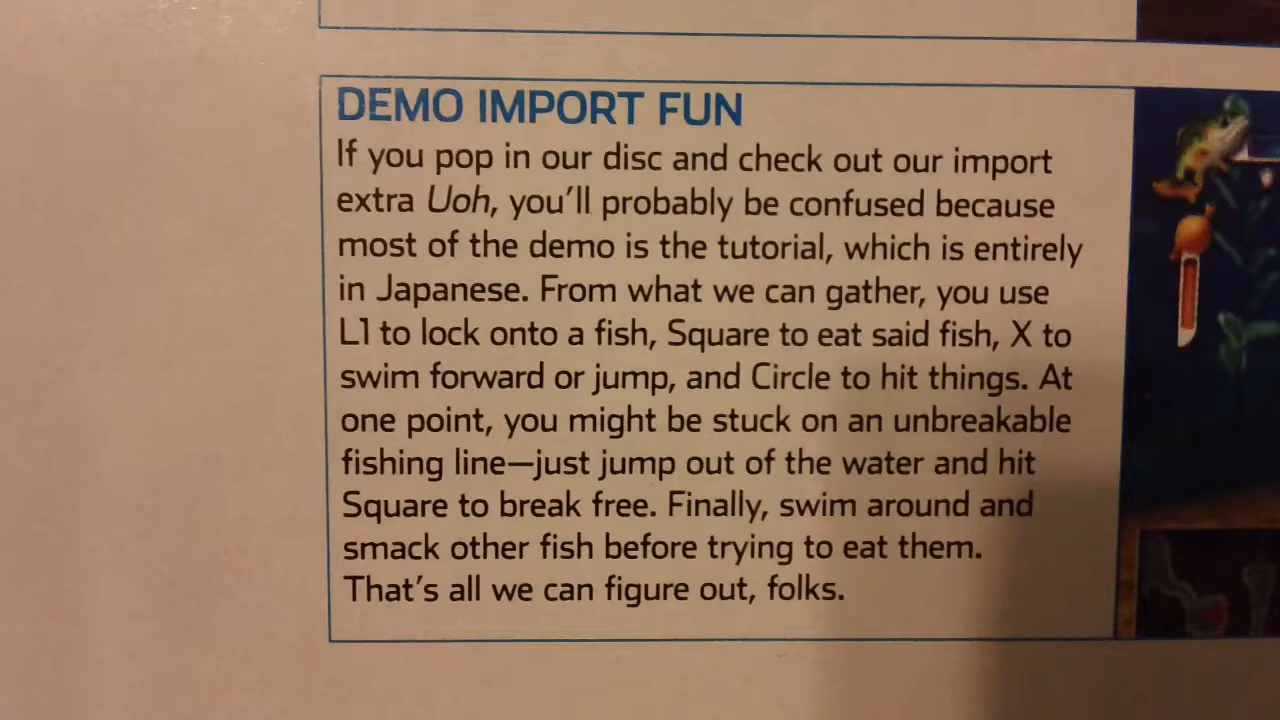 DEMO IMPORT FUN
If you pop in our disc and check out our import
extra Uoh, you'll probably be confused because
most of the demo is the tutorial, which is entirely
in Japanese. From what we can gather, you use
L1 to lock onto a fish, Square to eat said fish, X to
swim forward or jump, and Circle to hit things. At
one point, you might be stuck on an unbreakable
fishing line—just jump out of the water and hit
Square to break free. Finally, swim around and
smack other fish before trying to eat them.
That's all we can figure out, folks.